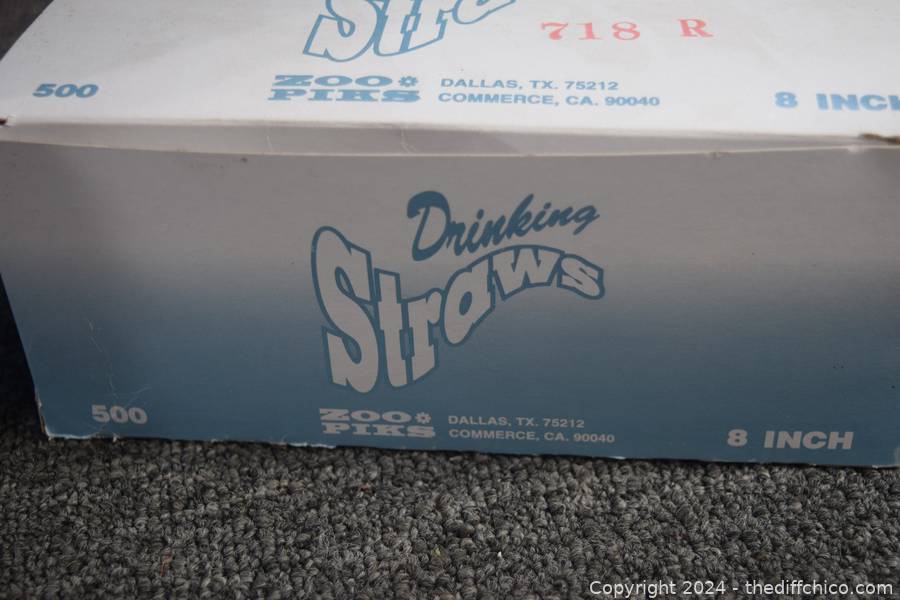 Straws
718 R
500
ZOO
PIKS
DALLAS, TX. 75212
COMMERCE, CA. 90040
8 INCH
Drinking
Straws
500
ZOO
PIKS
DALLAS, TX. 75212
COMMERCE, CA. 90040
8 INCH
Copyright 2024 - thediffchico.com